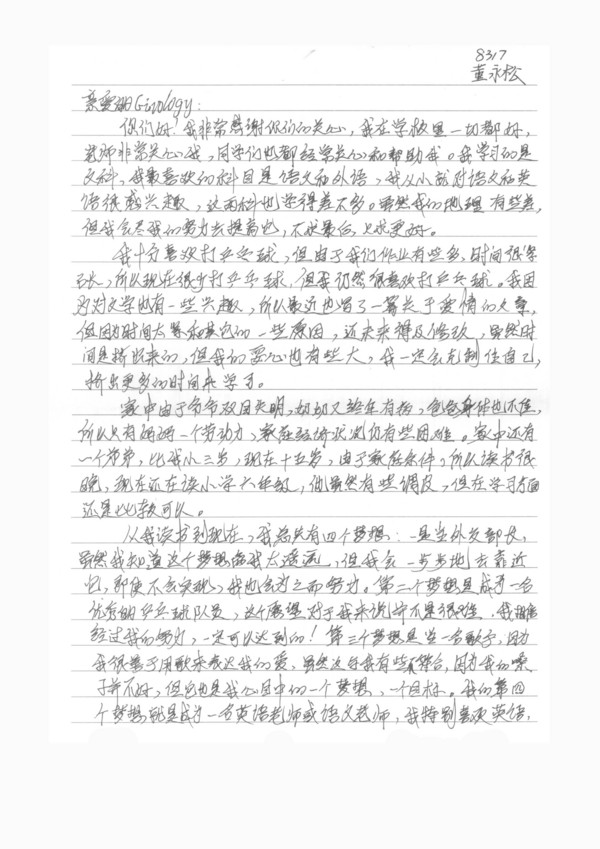 8317
董永松
亲爱的Givology:
你们好！我非常感谢你们的关心，我在学校里一切都好，
老师非常关心我，同学们也都经常关心和帮助我。我学习的是
文科，我最喜欢的科目是语文和外语，我从小就对语文和英
语很感兴趣，这两科也学得差不多。虽然我的地理有些差，
但我会尽我的努力去提高它，不求最后，只求更好。
我十分喜欢打乒乓球，但由于我们作业有些多，时间很紧
张，所以现在很少打乒乓球，但我仍然很喜欢打乒乓球。我因
为对文学也有一些兴趣，所以最近也写了一篇关于爱情的文章，
但因为时间太紧和其它的一些原因，还未来得及修改，虽然时
间是挤出来的，但我的玩心也有些大，我一定会克制住自己，
挤出更多的时间来学习。
家中由于爷爷双目失明，奶奶又终年有病，爸爸身体也不佳，
所以只有妈妈一个劳动力，家庭经济状况仍有些困难。家中还有
一个弟弟，比我小三岁，现在十五岁，由于家庭条件，所以读书很
晚，现在还在读小学六年级，他虽然有些调皮，但在学习方面
还是比较可以。
从我读书到现在，我总共有四个梦想：一是当外交部长，
虽然我知道这个梦想离我太遥远，但我会一步步地去靠近
它，即使不会实现，我也会为之而努力。第二个梦想是成为一名
优秀的乒乓球队员，这个愿望对于我来说并不是很难，我相信
经过我的努力，一定可以达到的！第三个梦想是当一名歌手，因为
我很善于用歌来表达我的爱，虽然这与我有些不符合，因为我的嗓
子并不好，但它也是我心目中的一个梦想，一个目标。我的第四
个梦想就是成为一名英语老师或语文老师，我特别喜欢英语，